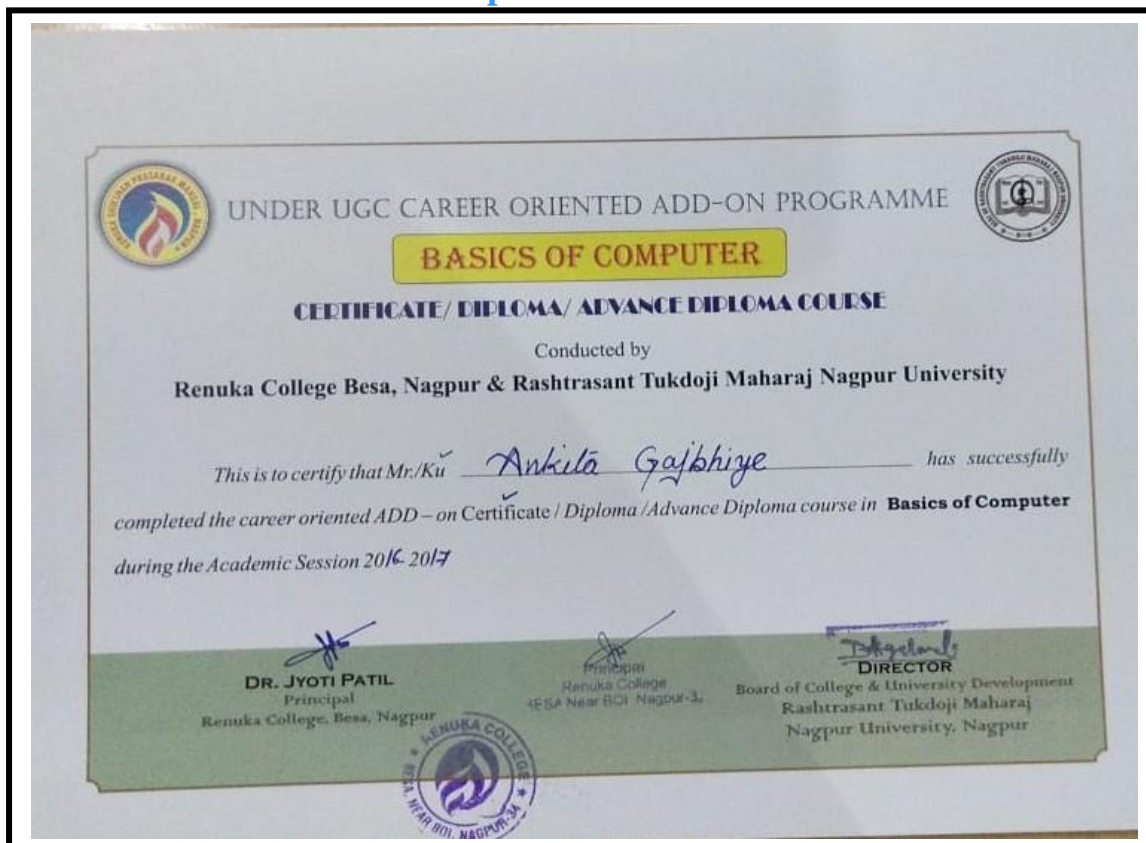 UNDER UGC CAREER ORIENTED ADD-ON PROGRAMME
BASICS OF COMPUTER
CERTIFICATE/ DIPLOMA/ ADVANCE DIPLOMA COURSE
Conducted by
Renuka College Besa, Nagpur & Rashtrasant Tukdoji Maharaj Nagpur University
This is to certify that Mr./Ku Ankita Gajbhiye has successfully
completed the career oriented ADD – on Certificate / Diploma /Advance Diploma course in Basics of Computer
during the Academic Session 2016-2017
DR. JYOTI PATIL
Principal
Renuka College, Besa, Nagpur
Principal
Renuka College
BESA Near BOI Nagpur-3
DIRECTOR
Board of College & University Development
Rashtrasant Tukdoji Maharaj
Nagpur University, Nagpur
RENUKA COLLEGE
BESA, NEAR BOI, NAGPUR-34